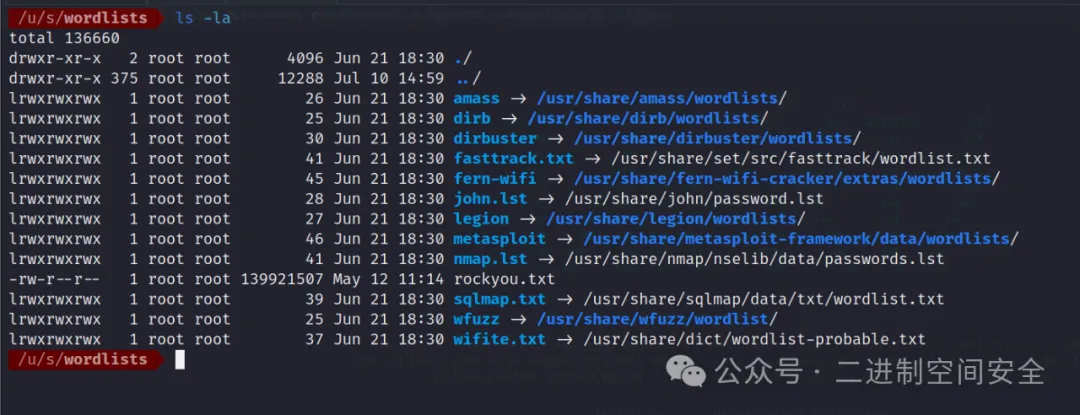 /u/s/wordlists ls -la
total 136660
drwxr-xr-x 2 root root 4096 Jun 21 18:30 ./
drwxr-xr-x 375 root root 12288 Jul 10 14:59 ../
lrwxrwxrwx 1 root root 26 Jun 21 18:30 amass → /usr/share/amass/wordlists/
lrwxrwxrwx 1 root root 25 Jun 21 18:30 dirb → /usr/share/dirb/wordlists/
lrwxrwxrwx 1 root root 30 Jun 21 18:30 dirbuster → /usr/share/dirbuster/wordlists/
lrwxrwxrwx 1 root root 41 Jun 21 18:30 fasttrack.txt → /usr/share/set/src/fasttrack/wordlist.txt
lrwxrwxrwx 1 root root 45 Jun 21 18:30 fern-wifi → /usr/share/fern-wifi-cracker/extras/wordlists/
lrwxrwxrwx 1 root root 28 Jun 21 18:30 john.lst → /usr/share/john/password.lst
lrwxrwxrwx 1 root root 27 Jun 21 18:30 legion → /usr/share/legion/wordlists/
lrwxrwxrwx 1 root root 46 Jun 21 18:30 metasploit → /usr/share/metasploit-framework/data/wordlists/
lrwxrwxrwx 1 root root 41 Jun 21 18:30 nmap.lst → /usr/share/nmap/nselib/data/passwords.lst
-rw-r--r-- 1 root root 139921507 May 12 11:14 rockyou.txt
lrwxrwxrwx 1 root root 39 Jun 21 18:30 sqlmap.txt → /usr/share/sqlmap/data/txt/wordlist.txt
lrwxrwxrwx 1 root root 25 Jun 21 18:30 wfuzz → /usr/share/wfuzz/wordlist/
lrwxrwxrwx 1 root root 37 Jun 21 18:30 wifite.txt → /usr/share/dict/wordlist-probable.txt
/u/s/wordlists
公众号 · 二进制空间安全